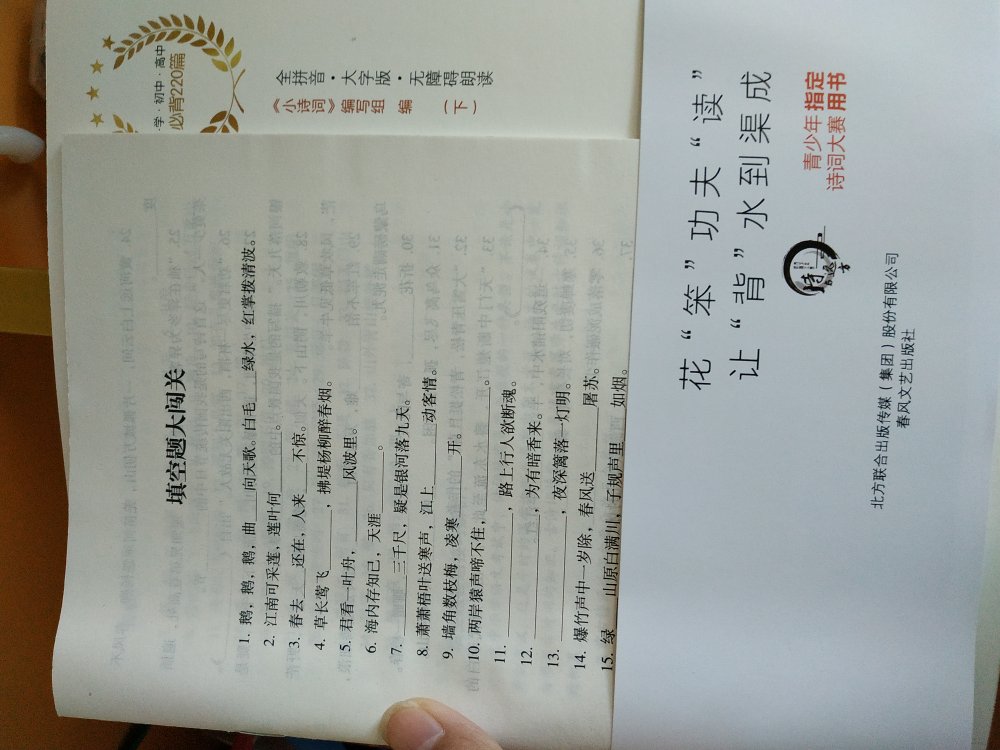 学·初中·高中
必背220篇
全拼音·大字版·无障碍朗读
《小诗词》编写组 编 （下）
填空题大闯关
1. 鹅，鹅，鹅，曲____向天歌。白毛____绿水，红掌拨清波。
2. 江南可采莲、莲叶何____。
3. 春去____还在，人来____不惊。
4. 草长莺飞____，拂堤杨柳醉春烟。
5. 君看一叶舟，____风波里。
6. 海内存知己，天涯____。
7. ____三千尺，疑是银河落九天。
8. 萧萧梧叶送寒声，江上____动客情。
9. 墙角数枝梅，凌寒____开。
10. 两岸猿声啼不住，____。
11. ____，路上行人欲断魂。
12. ____，为有暗香来。
13. ____，夜深篱落一灯明。
14. 爆竹声中一岁除，春风送____屠苏。
15. 绿____山原白满川，子规声里____如烟。
花“笨”功夫“读”
让“背”水到渠成
青少年指定
诗词大赛用书
北方联合出版传媒（集团）股份有限公司
春风文艺出版社